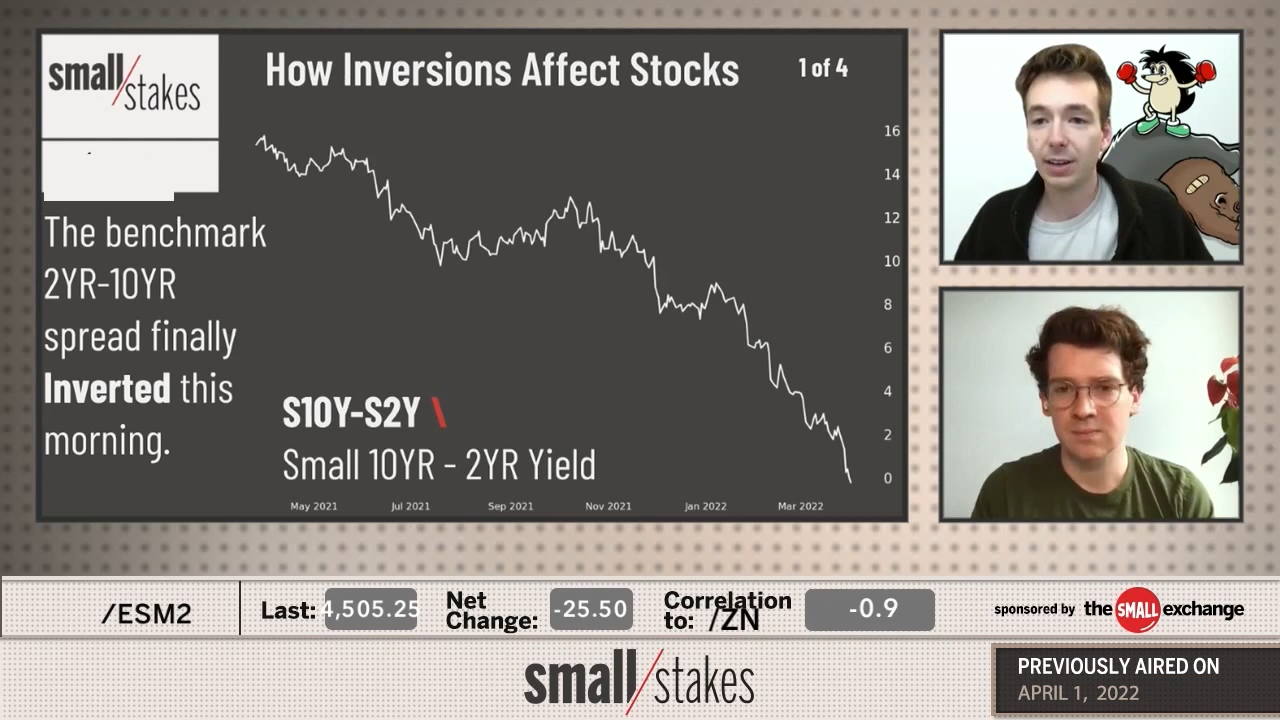 small/stakes
How Inversions Affect Stocks
1 of 4
The benchmark
2YR-10YR
spread finally
Inverted this
morning.
16
14
12
10
8
6
4
2
0
S10Y-S2Y \
Small 10YR - 2YR Yield
May 2021
Jul 2021
Sep 2021
Nov 2021
Jan 2022
Mar 2022
/ESM2
Last: 4,505.25
Net
Change: -25.50
Correlation
to: /ZN
-0.9
sponsored by the SMALL exchange
small/stakes
PREVIOUSLY AIRED ON
APRIL 1, 2022